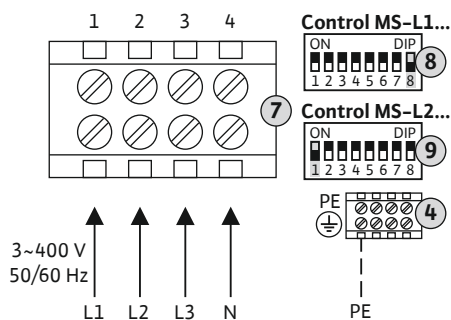 1 2 3 4
7
3~400 V
50/60 Hz
L1 L2 L3 N
Control MS-L1...
ON DIP
1 2 3 4 5 6 7 8
8
Control MS-L2...
ON DIP
1 2 3 4 5 6 7 8
9
PE
4
PE